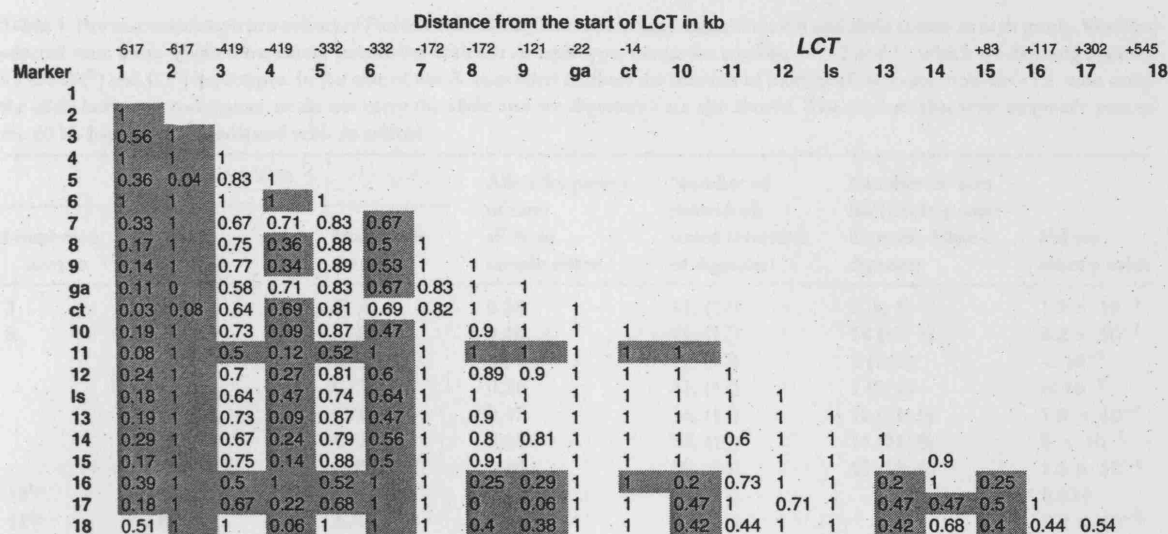 Distance from the start of LCT in kb
-617 -617 -419 -419 -332 -332 -172 172 -121 -22 -14 LCT +83 +117 +302 +545
Marker 1 2 3 4 5 6 7 8 9 ga ct 10 11 12 ls 13 14 15 16 17 18
1
2 1
3 0.56 1
4 1 1 1
5 0.36 0.04 0.83 1
6 1 1 1 1 1
7 0.33 1 0.67 0.71 0.83 0.67
8 0.17 1 0.75 0.36 0.88 0.5 1
9 0.14 1 0.77 0.34 0.89 0.53 1 1
ga 0.11 0.58 0.71 0.83 0.67 0.83 1 1
ct 0.03 0.08 0.64 0.69 0.81 0.69 0.82 1 1 1
10 0.19 1 0.73 0.09 0.87 0.47 1 0.9 1 1 1
11 0.08 1 0.5 0.12 0.52 1 1 1 1 1 1 1
12 0.24 1 0.7 0.27 0.81 0.6 1 0.89 0.9 1 1 1 1
ls 0.18 1 0.64 0.47 0.74 0.64 1 1 1 1 1 1 1 1
13 0.19 1 0.73 0.09 0.87 0.47 1 0.9 1 1 1 1 1 1 1
14 0.29 1 0.67 0.24 0.79 0.56 1 0.8 0.81 1 1 1 0.6 1 1 1
15 0.17 1 0.75 0.14 0.88 0.5 1 0.91 1 1 1 1 1 1 1 1 0.9
16 0.39 1 0.5 1 0.52 1 1 0.25 0.29 1 1 0.2 0.73 1 1 0.2 1 0.25
17 0.18 1 0.67 0.22 0.68 1 1 0.06 1 1 0.47 1 0.71 1 0.47 0.47 0.5 1
18 0.51 1 1 0.06 1 1 1 0.4 0.38 1 1 0.42 0.44 1 1 0.42 0.68 0.4 0.44 0.54